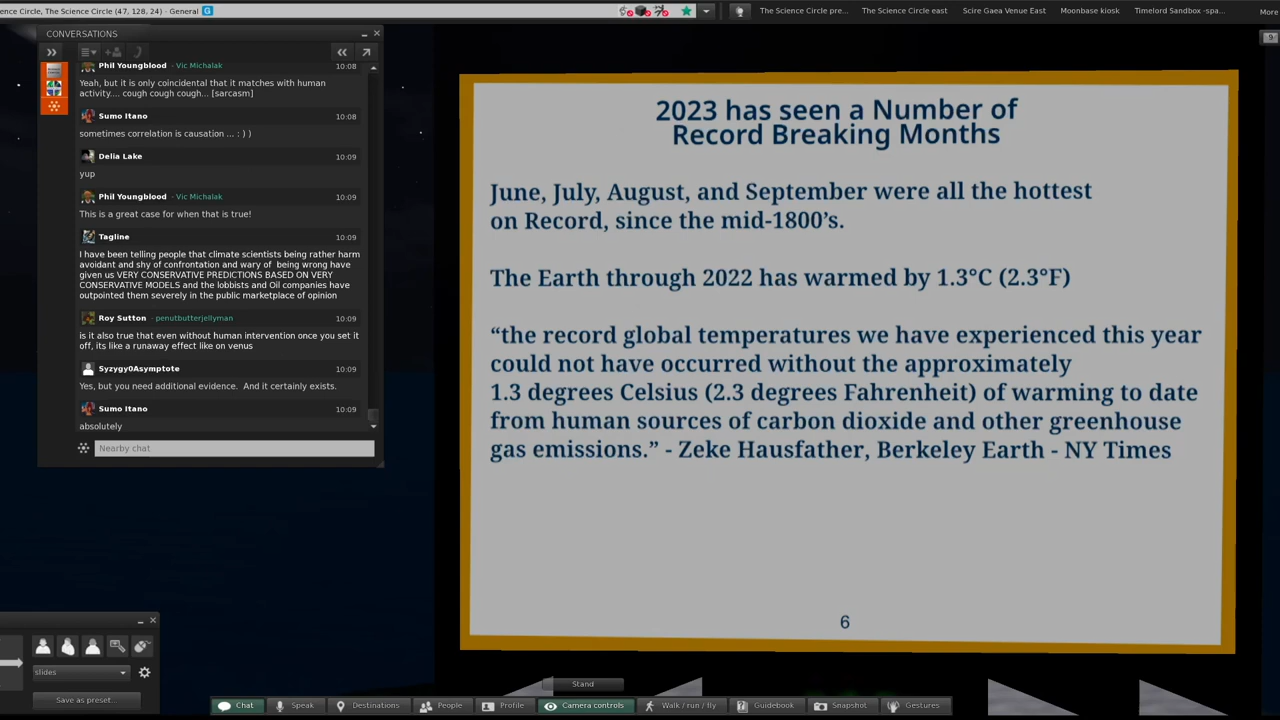 ence Circle, The Science Circle (47, 128, 24) - General
The Science Circle pre...
The Science Circle east
Scire Gaea Venue East
Moonbase kiosk
Timelord Sandbox -spa...
More
9
CONVERSATIONS
Phil Youngblood - Vic Michalak 10:08
Yeah, but it is only coincidental that it matches with human
activity.... cough cough cough... [sarcasm]
Sumo Itano 10:08
sometimes correlation is causation ... : ) )
Delia Lake 10:09
yup
Phil Youngblood - Vic Michalak 10:09
This is a great case for when that is true!
Tagline 10:09
I have been telling people that climate scientists being rather harm
avoidant and shy of confrontation and wary of being wrong have
given us VERY CONSERVATIVE PREDICTIONS BASED ON VERY
CONSERVATIVE MODELS and the lobbists and Oil companies have
outpointed them severely in the public marketplace of opinion
Roy Sutton - penutbutterjellyman 10:09
is it also true that even without human intervention once you set it
off, its like a runaway effect like on venus
Syzygy0Asymptote 10:09
Yes, but you need additional evidence. And it certainly exists.
Sumo Itano 10:09
absolutely
Nearby chat
2023 has seen a Number of
Record Breaking Months
June, July, August, and September were all the hottest
on Record, since the mid-1800’s.
The Earth through 2022 has warmed by 1.3°C (2.3°F)
“the record global temperatures we have experienced this year
could not have occurred without the approximately
1.3 degrees Celsius (2.3 degrees Fahrenheit) of warming to date
from human sources of carbon dioxide and other greenhouse
gas emissions.” - Zeke Hausfather, Berkeley Earth - NY Times
6
slides
Save as preset...
Stand
Chat
Speak
Destinations
People
Profile
Camera controls
Walk / run / fly
Guidebook
Snapshot
Gestures